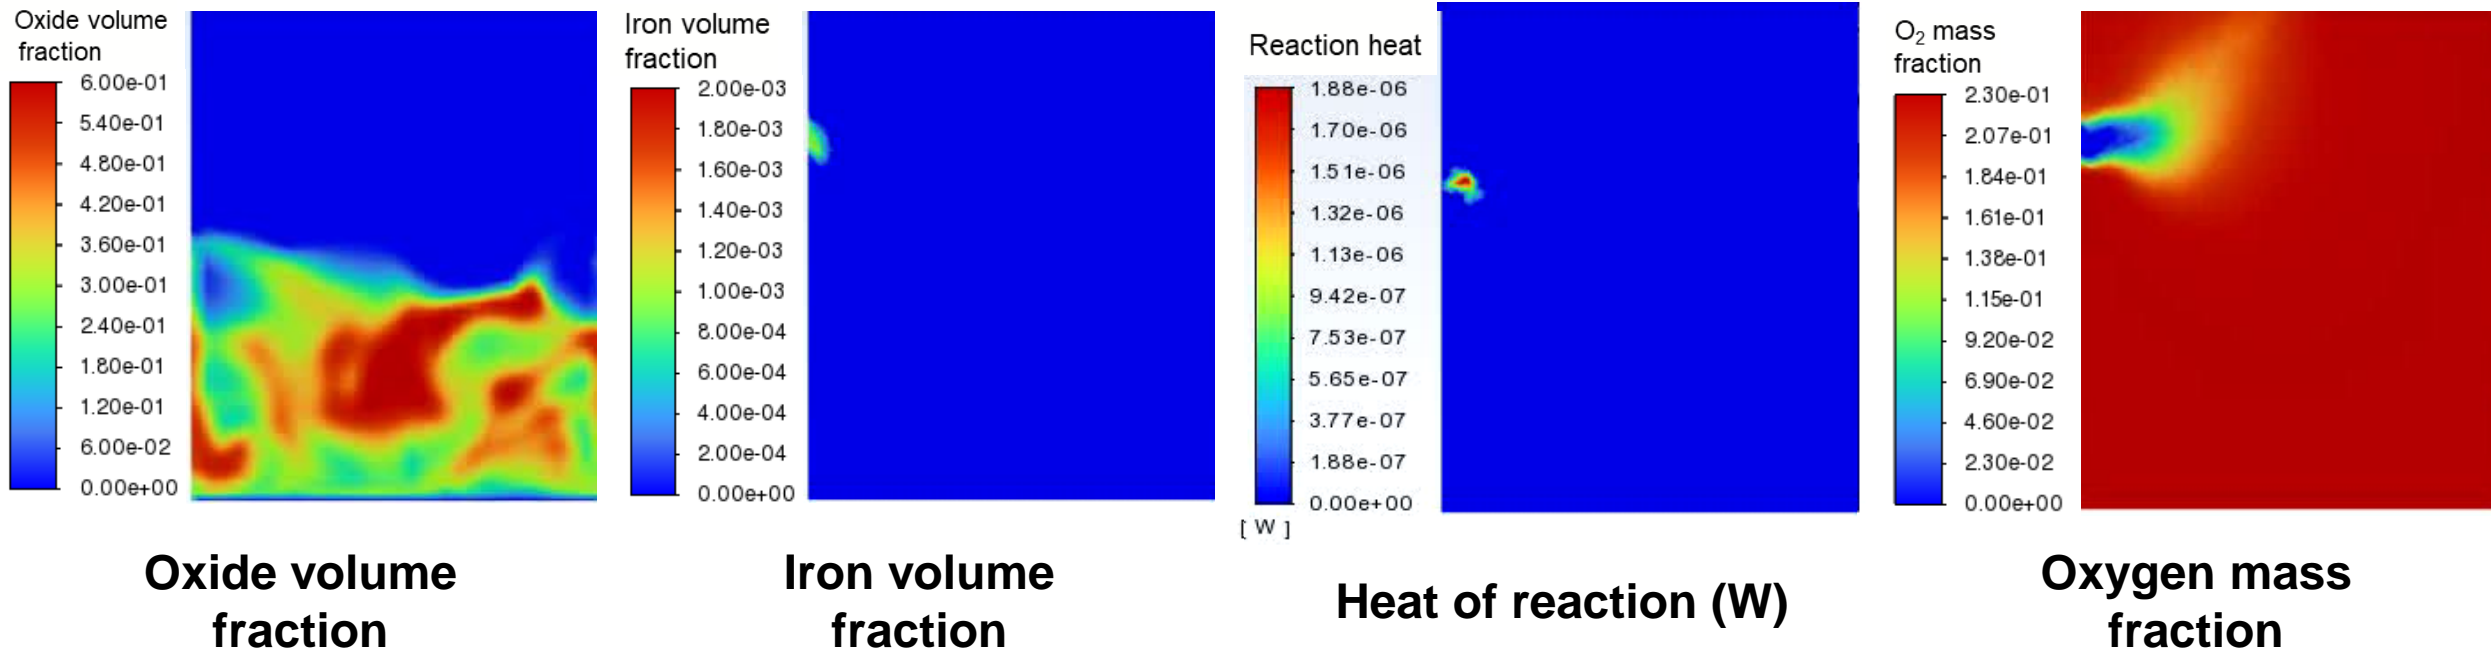 Oxide volume
fraction
6.00e-01
5.40e-01
4.80e-01
4.20e-01
3.60e-01
3.00e-01
2.40e-01
1.80e-01
1.20e-01
6.00e-02
0.00e+00
Oxide volume
fraction
Iron volume
fraction
2.00e-03
1.80e-03
1.60e-03
1.40e-03
1.20e-03
1.00e-03
8.00e-04
6.00e-04
4.00e-04
2.00e-04
0.00e+00
Iron volume
fraction
Reaction heat
1.88e-06
1.70e-06
1.51e-06
1.32e-06
1.13e-06
9.42e-07
7.53e-07
5.65e-07
3.77e-07
1.88e-07
0.00e+00
[ W ]
Heat of reaction (W)
O₂ mass
fraction
2.30e-01
2.07e-01
1.84e-01
1.61e-01
1.38e-01
1.15e-01
9.20e-02
6.90e-02
4.60e-02
2.30e-02
0.00e+00
Oxygen mass
fraction